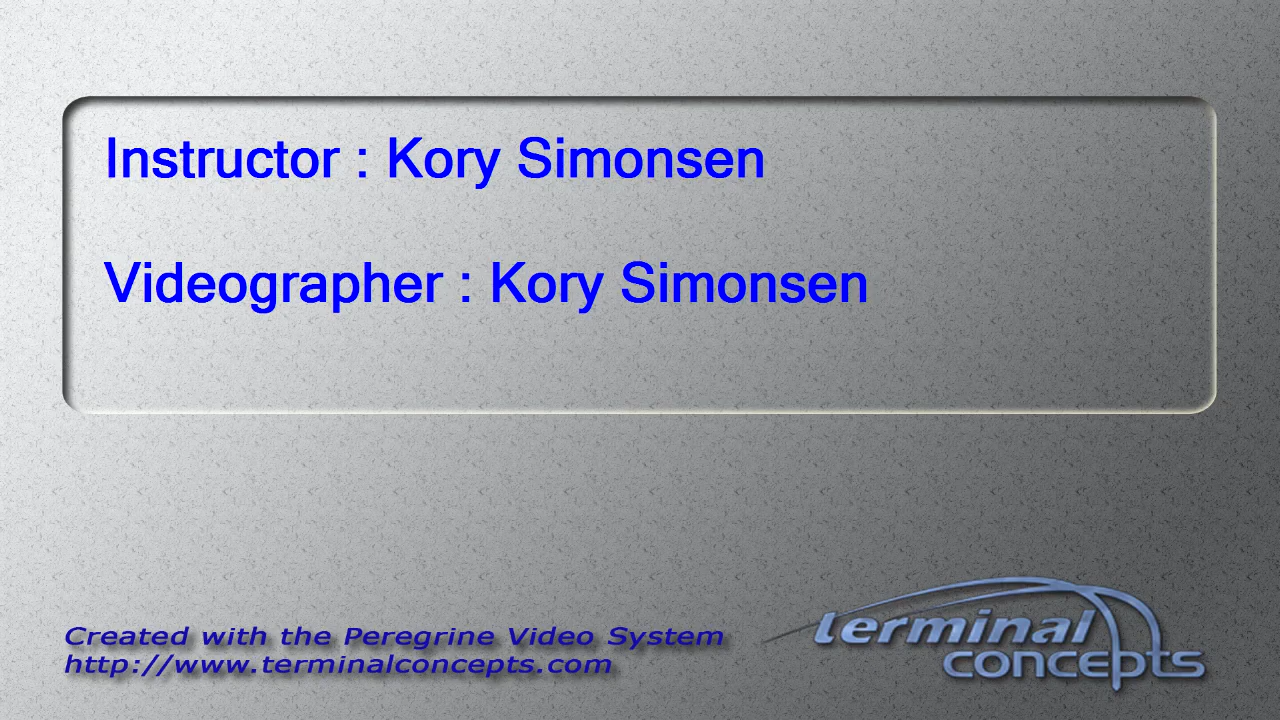 Instructor : Kory Simonsen
Videographer : Kory Simonsen
Created with the Peregrine Video System
http://www.terminalconcepts.com
terminal
concepts